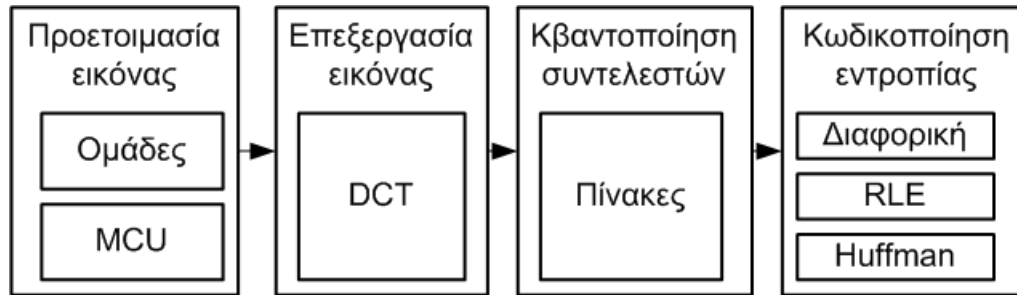 Προετοιμασία
εικόνας
Ομάδες
MCU
Επεξεργασία
εικόνας
DCT
Κβαντοποίηση
συντελεστών
Πίνακες
Κωδικοποίηση
εντροπίας
Διαφορική
RLE
Huffman